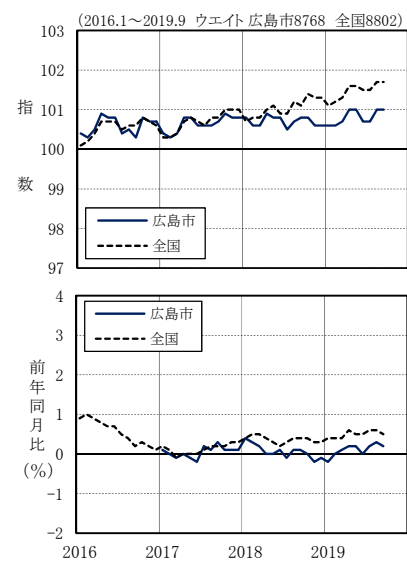 （2016.1～2019.9 ウエイト 広島市8768 全国8802）
103
102
101
100
99
98
97
指
数
広島市
全国
4
3
2
1
0
-1
-2
前
年
同
月
比
（%）
広島市
全国
2016 2017 2018 2019